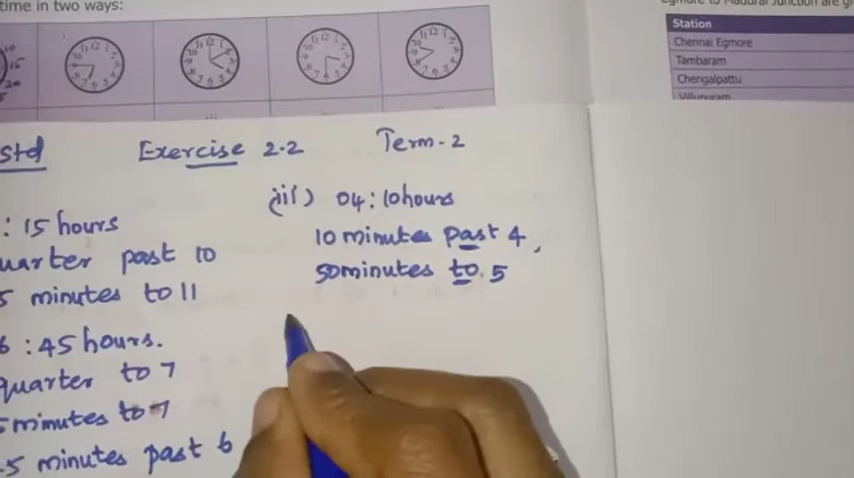 time in two ways:
Station
Chennai Egmore
Tambaram
Chengalpattu
Villupuram
std
Exercise 2.2
Term-2
: 15 hours
uarter past 10
5 minutes to 11
6 : 45 hours.
quarter to 7
5 minutes to 7
5 minutes past 6
iii) 04 : 10 hours
10 minutes past 4,
50 minutes to 5